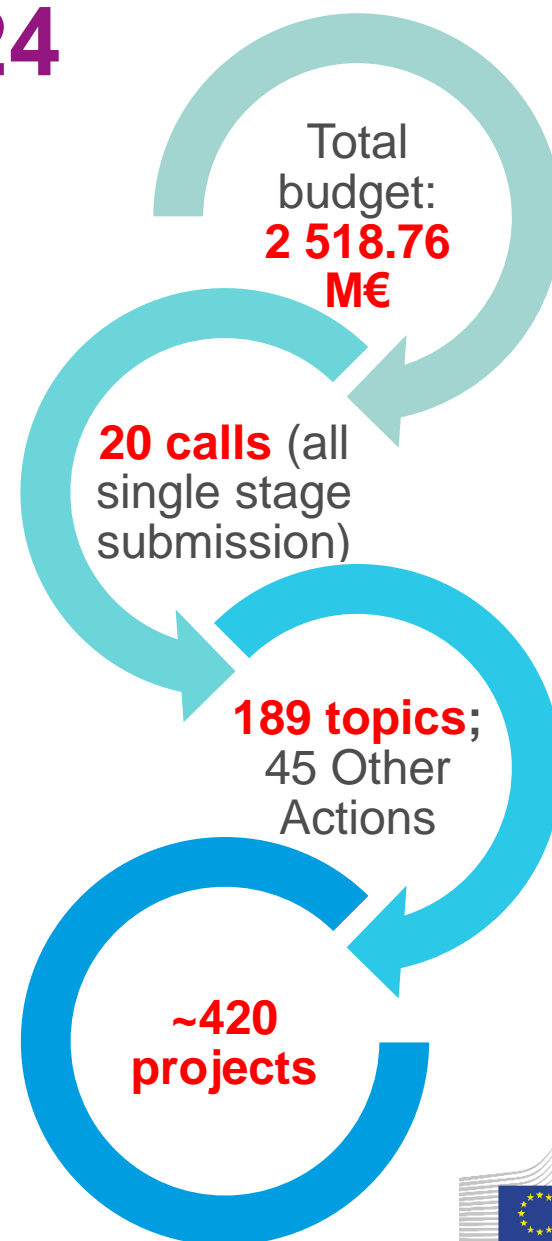 24
Total
budget:
2 518.76
M€
20 calls (all
single stage
submission)
189 topics;
45 Other
Actions
~420
projects